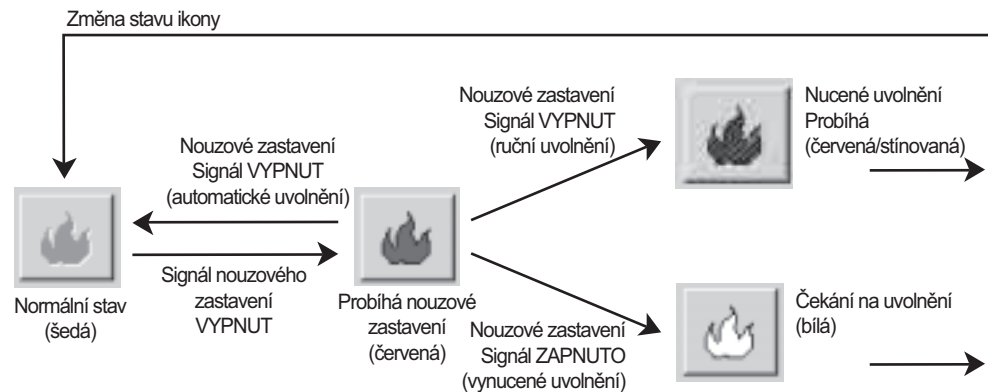 Změna stavu ikony
Nouzové zastavení
Signál VYPNUT
(ruční uvolnění)
Nucené uvolnění
Probíhá
(červená/stínovaná)
Nouzové zastavení
Signál VYPNUT
(automatické uvolnění)
Signál nouzového
zastavení
VYPNUT
Normální stav
(šedá)
Probíhá nouzové
zastavení
(červená)
Nouzové zastavení
Signál ZAPNUTO
(vynucené uvolnění)
Čekání na uvolnění
(bílá)